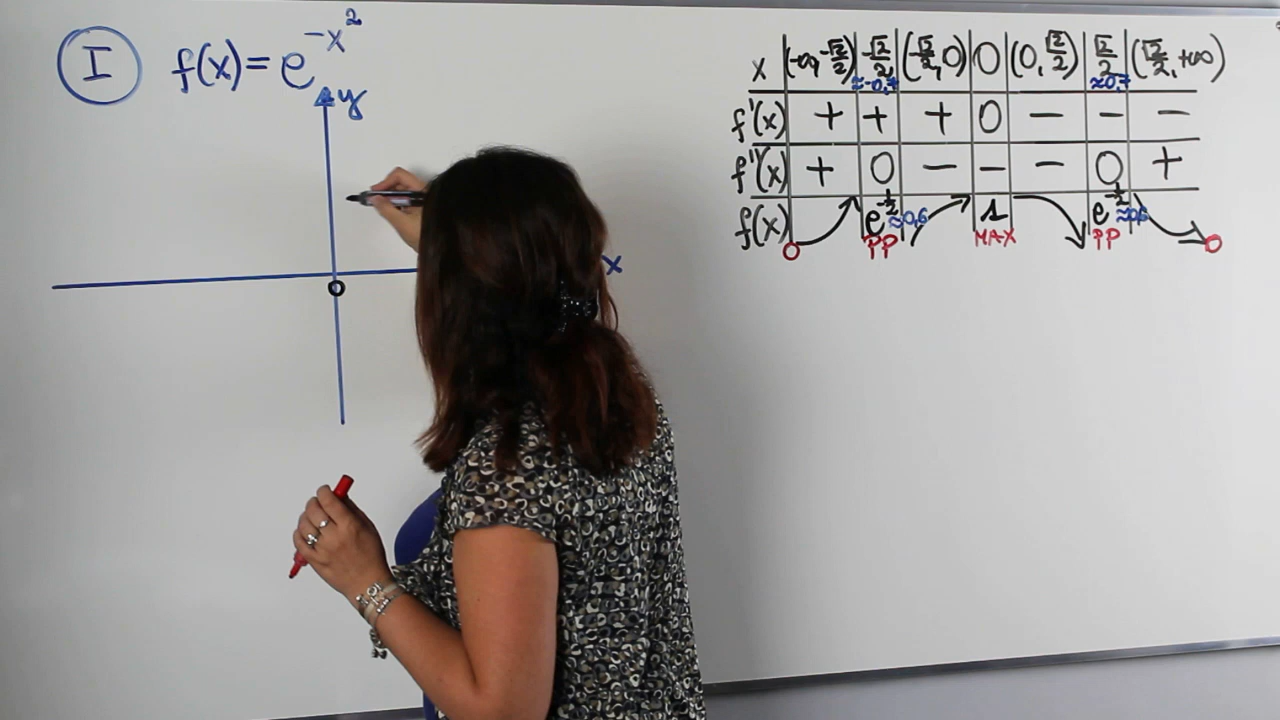 I f(x) = e^{-x^2}
y
x
0
x | (-∞, -√2/2) | -√2/2 ≈-0,7 | (-√2/2, 0) | 0 | (0, √2/2) | √2/2 ≈0,7 | (√2/2, +∞)
f'(x) | + | + | + | 0 | - | - | -
f''(x) | + | 0 | - | - | - | 0 | +
f(x) | 0 | e^{-1/2} ≈0,6 | 1 | e^{-1/2} ≈0,6 | 0
PP MAX PP